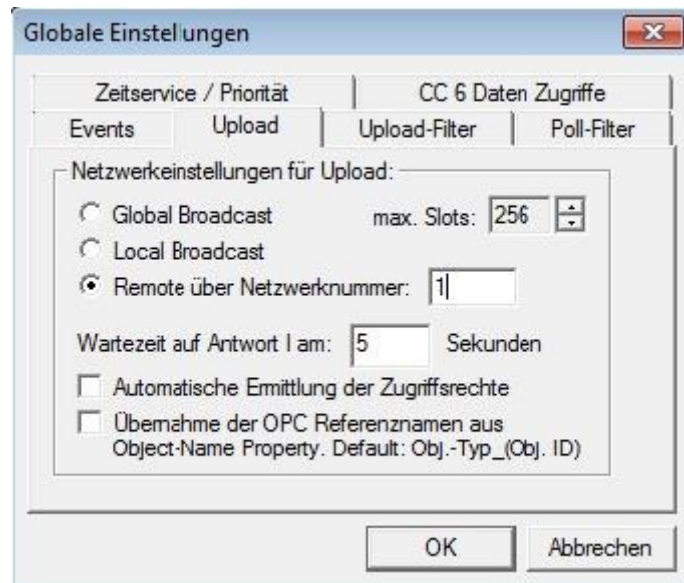 Globale Einstellungen
Zeitservice / Priorität CC 6 Daten Zugriffe
Events Upload Upload-Filter Poll-Filter
Netzwerkeinstellungen für Upload:
Global Broadcast max. Slots: 256
Local Broadcast
Remote über Netzwerknummer: 1
Wartezeit auf Antwort I am: 5 Sekunden
Automatische Ermittlung der Zugriffsrechte
Übernahme der OPC Referenznamen aus
Object-Name Property. Default: Obj.-Typ_(Obj. ID)
OK Abbrechen